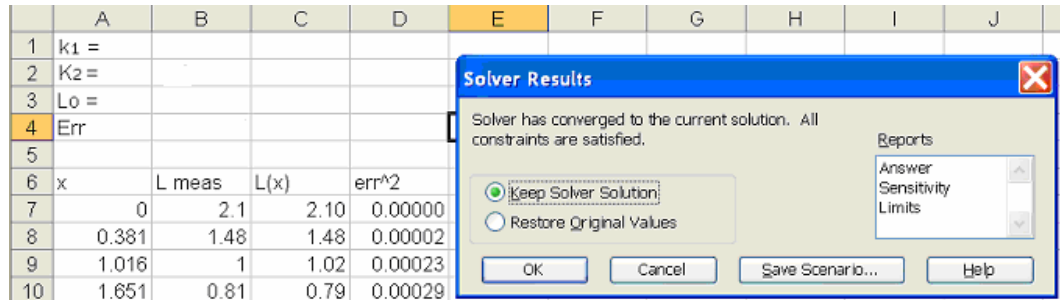 A B C D E F G H I J
1 k1 =
2 K2 =
3 Lo =
4 Err
5
6 x L meas L(x) err^2
7 0 2.1 2.10 0.00000
8 0.381 1.48 1.48 0.00002
9 1.016 1 1.02 0.00023
10 1.651 0.81 0.79 0.00029
Solver Results
Solver has converged to the current solution. All
constraints are satisfied.
Reports
Answer
Sensitivity
Limits
Keep Solver Solution
Restore Original Values
OK Cancel Save Scenario... Help